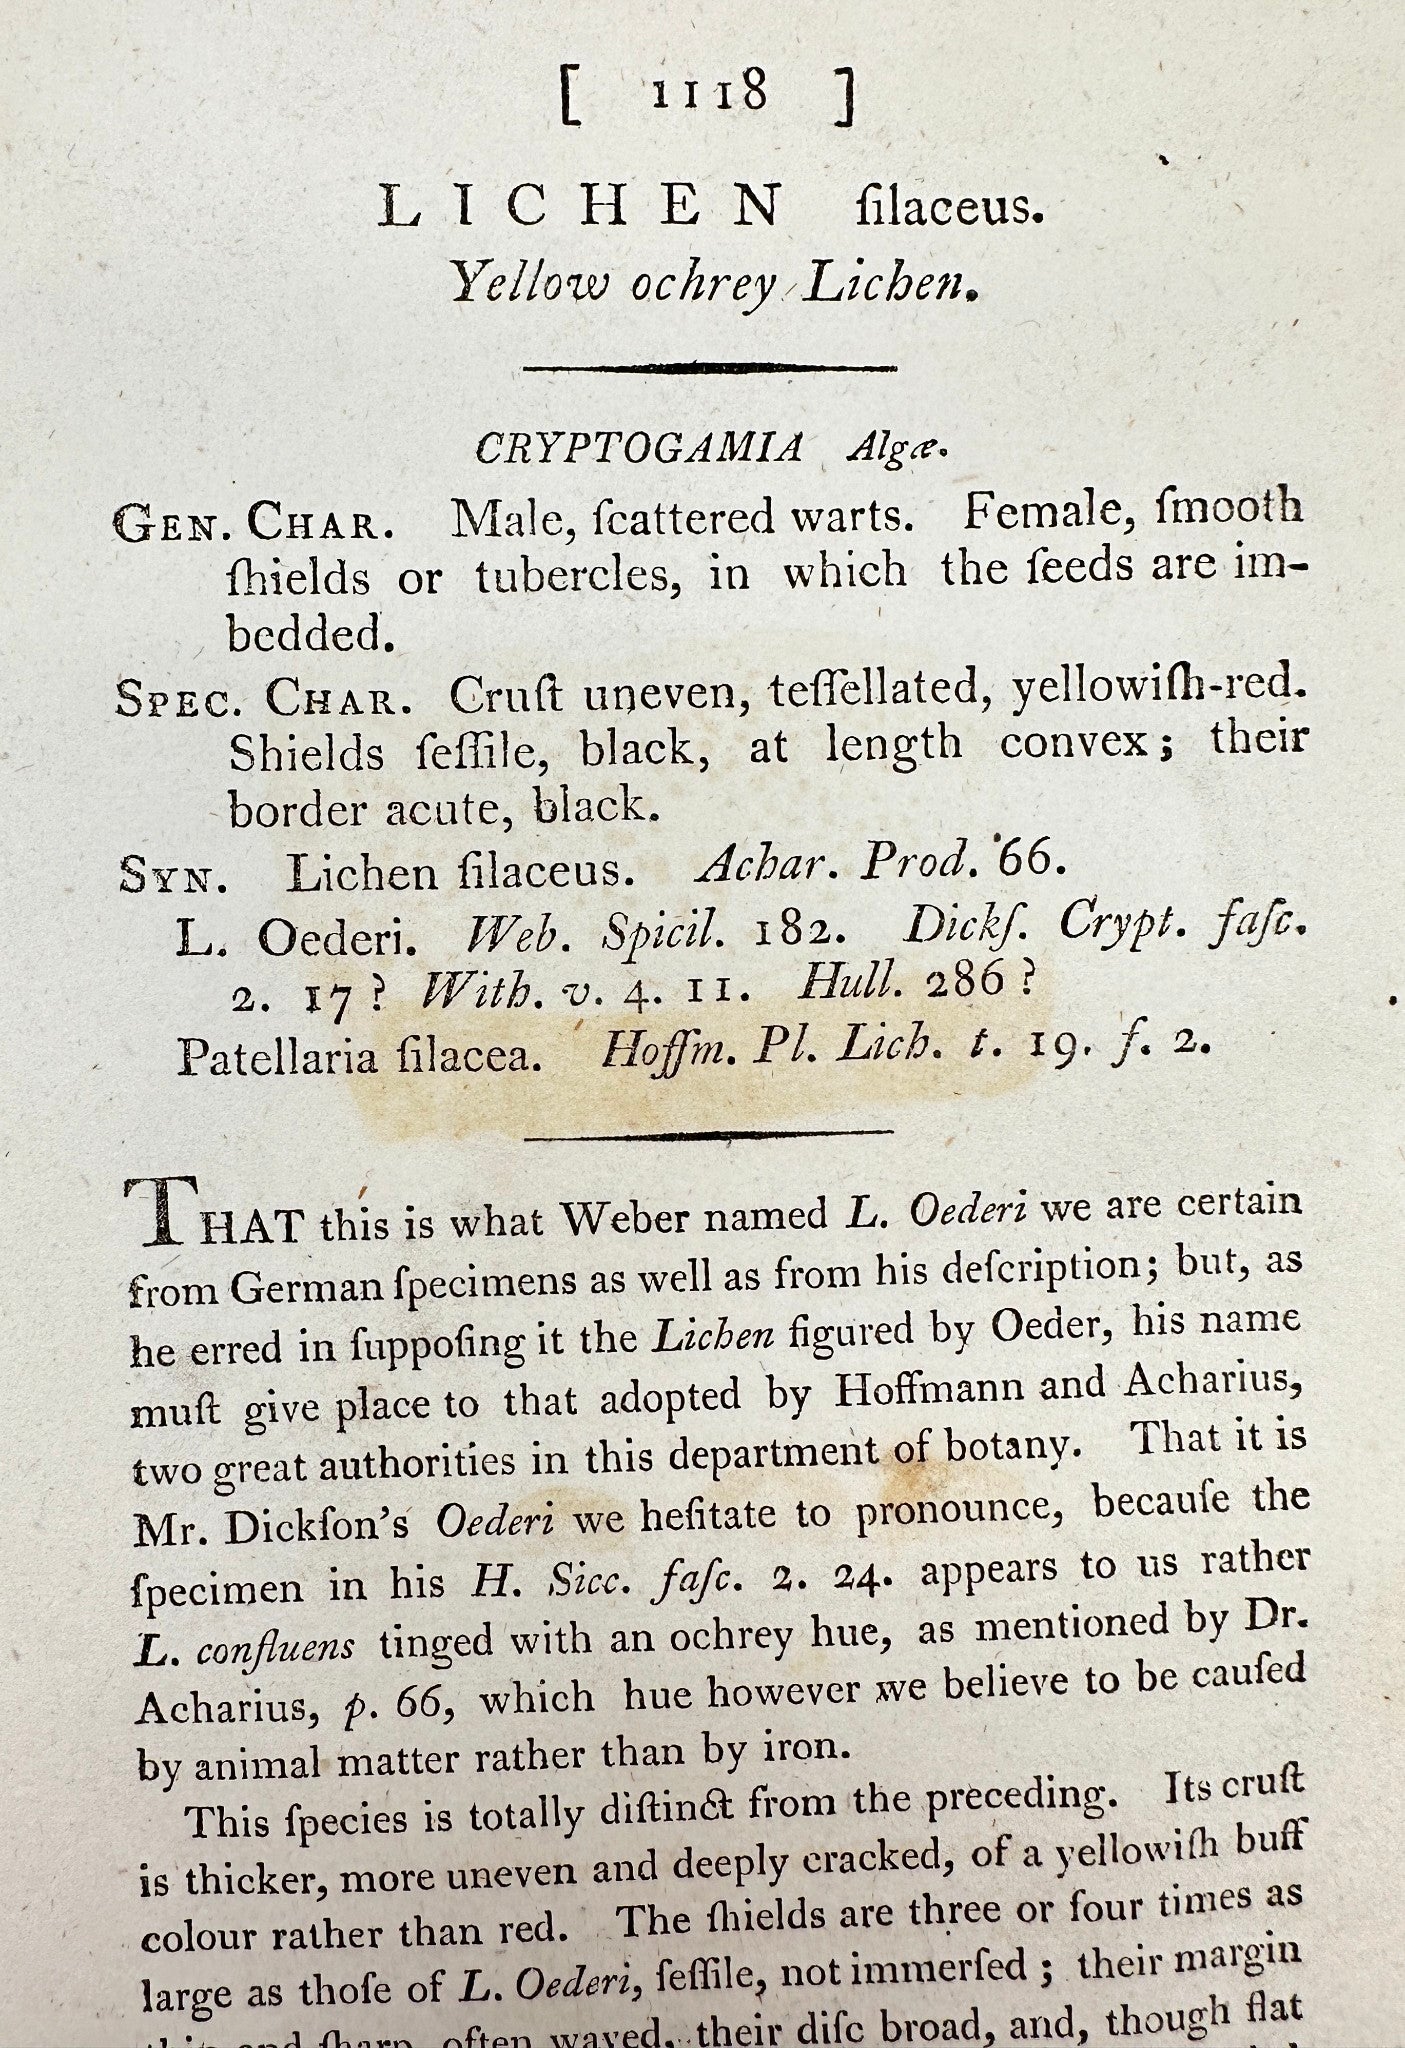 [ 1118 ]
LICHEN ſilaceus.
Yellow ochrey Lichen.
CRYPTOGAMIA Algæ.
GEN. CHAR. Male, ſcattered warts. Female, ſmooth
ſhields or tubercles, in which the ſeeds are im-
bedded.
SPEC. CHAR. Cruſt uneven, teſſellated, yellowiſh-red.
Shields ſeſſile, black, at length convex; their
border acute, black.
SYN. Lichen ſilaceus. Achar. Prod. 66.
L. Oederi. Web. Spicil. 182. Dickſ. Crypt. faſc.
2. 17? With. v. 4. 11. Hull. 286?
Patellaria ſilacea. Hoffm. Pl. Lich. t. 19. f. 2.
THAT this is what Weber named L. Oederi we are certain
from German ſpecimens as well as from his deſcription; but, as
he erred in ſuppoſing it the Lichen figured by Oeder, his name
muſt give place to that adopted by Hoffmann and Acharius,
two great authorities in this department of botany. That it is
Mr. Dickſon's Oederi we heſitate to pronounce, becauſe the
ſpecimen in his H. Sicc. faſc. 2. 24. appears to us rather
L. confluens tinged with an ochrey hue, as mentioned by Dr.
Acharius, p. 66, which hue however we believe to be cauſed
by animal matter rather than by iron.
This ſpecies is totally diſtinct from the preceding. Its cruſt
is thicker, more uneven and deeply cracked, of a yellowiſh buff
colour rather than red. The ſhields are three or four times as
large as thoſe of L. Oederi, ſeſſile, not immerſed; their margin
thin and ſharp, often waved, their diſc broad, and, though flat